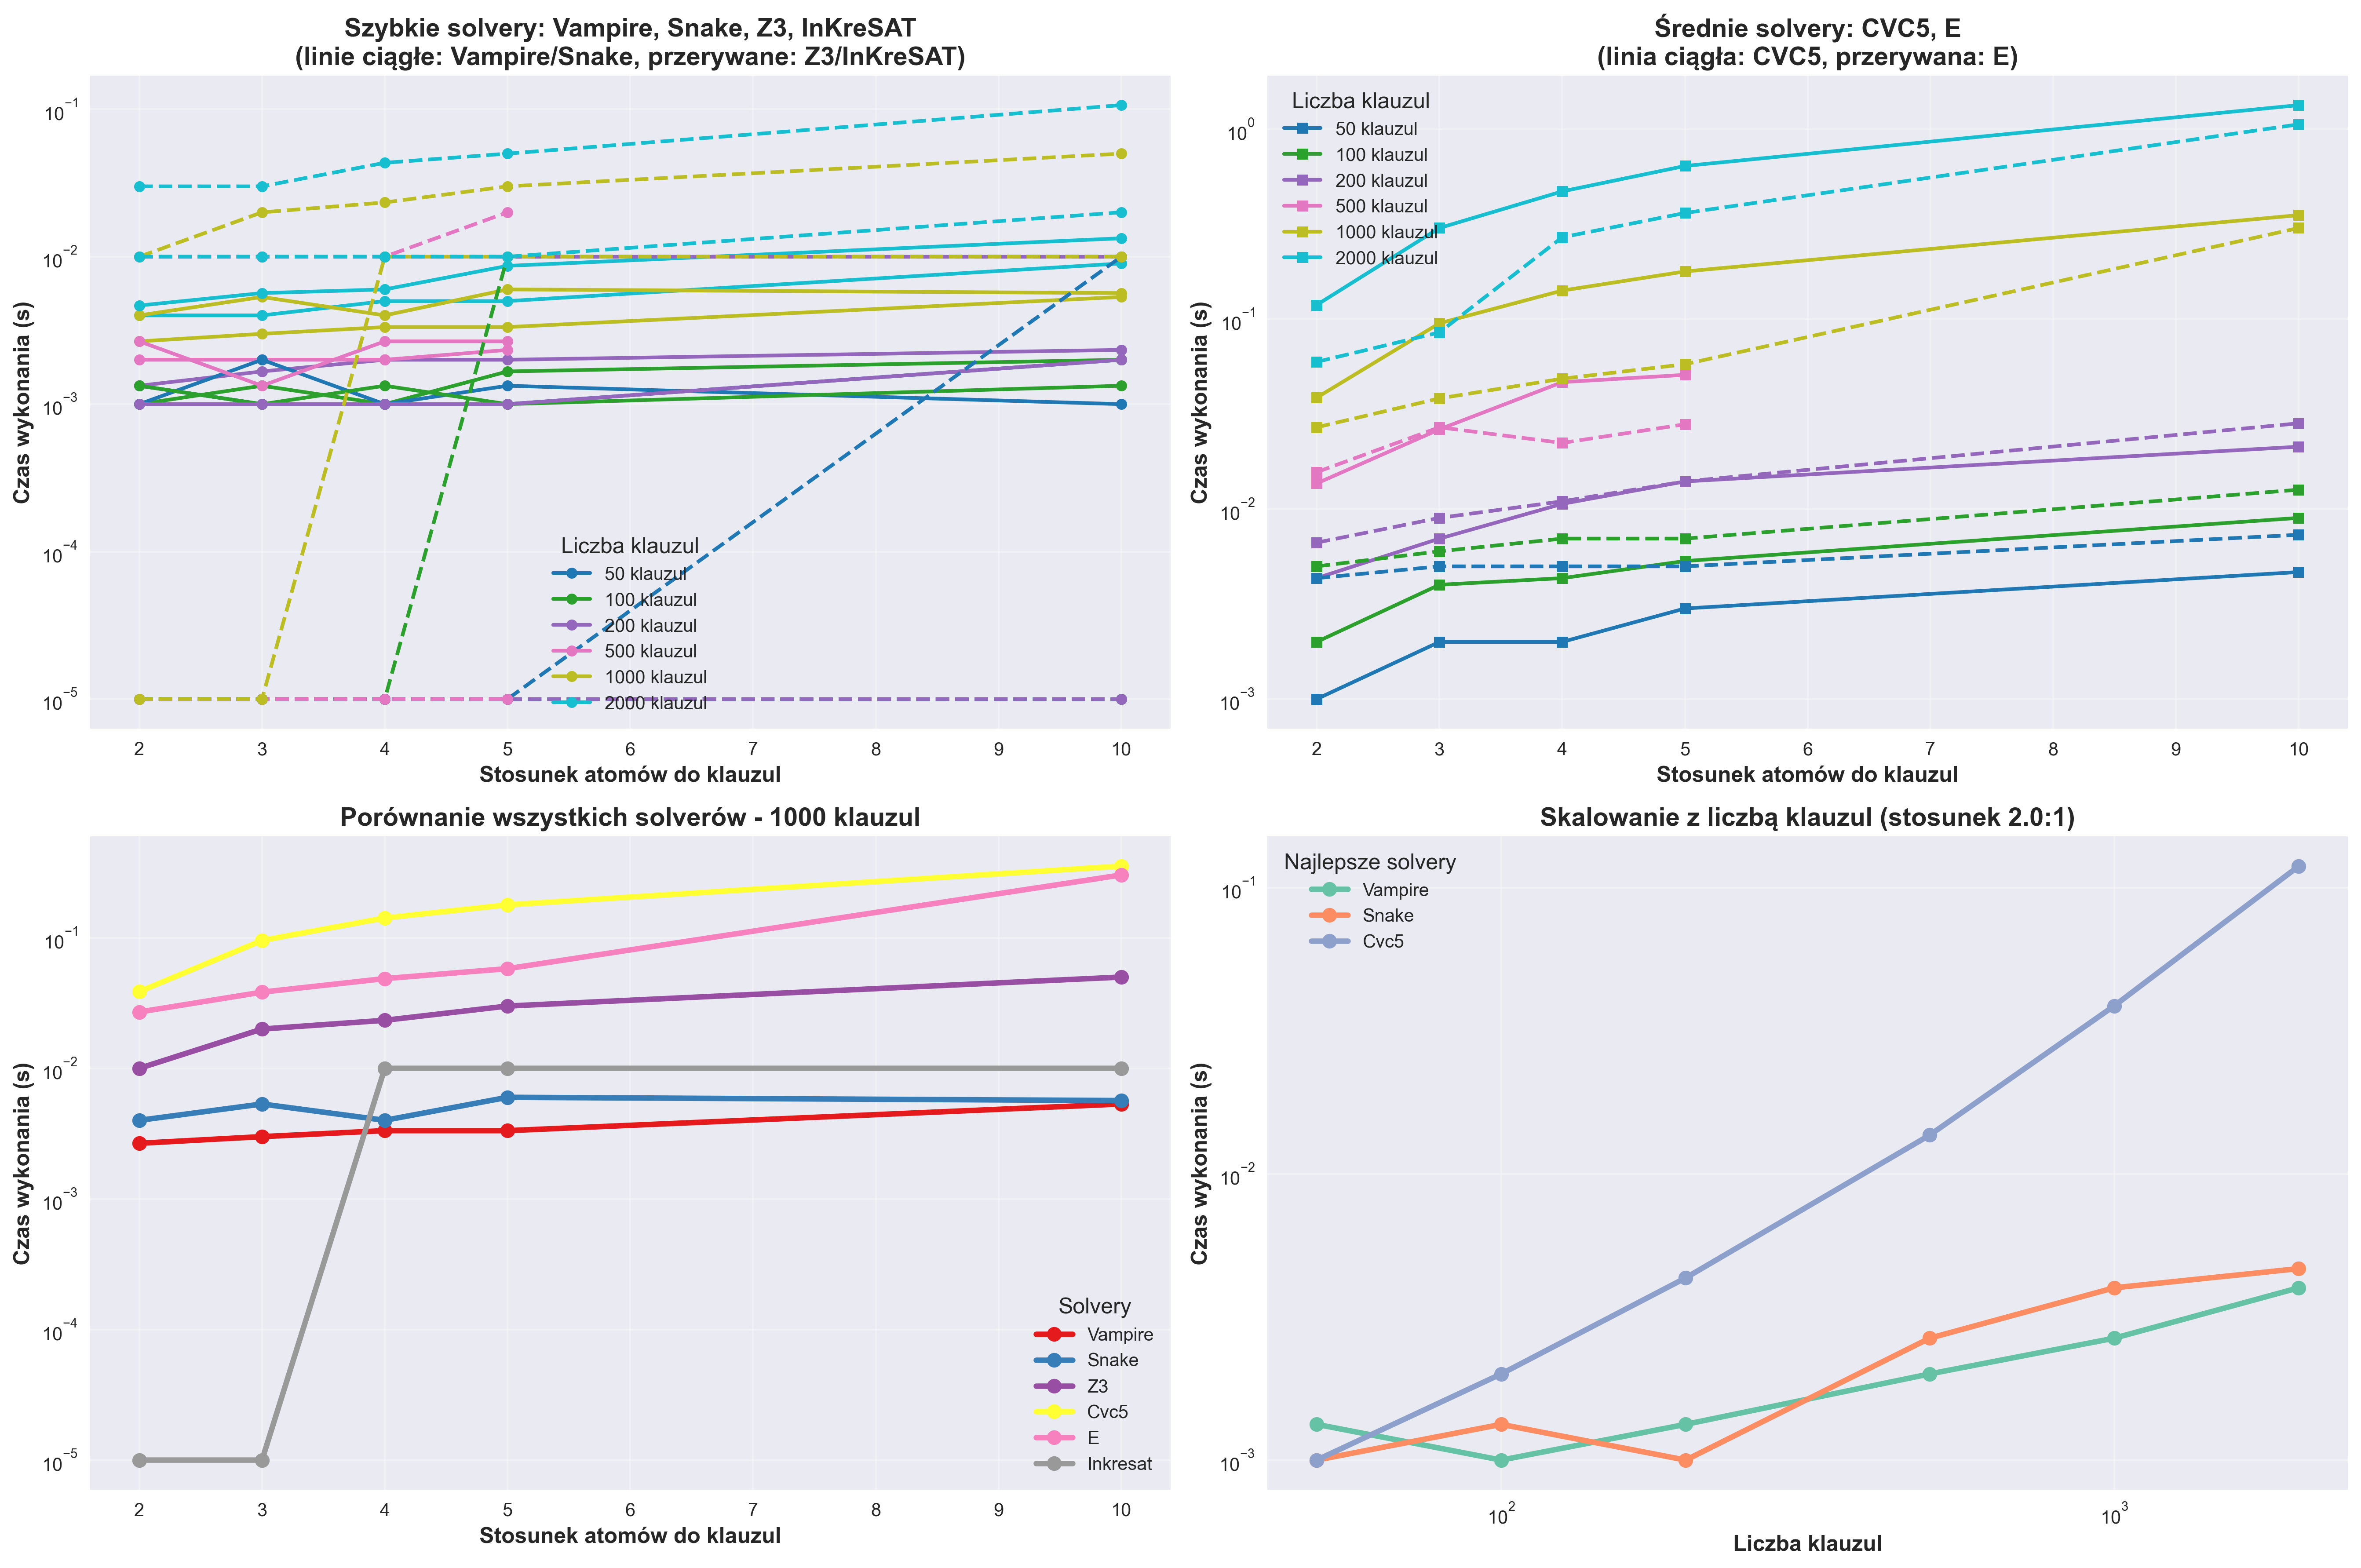 Szybkie solvery: Vampire, Snake, Z3, InKreSAT
(linie ciągłe: Vampire/Snake, przerywane: Z3/InKreSAT)
Czas wykonania (s)
10⁻¹
10⁻²
10⁻³
10⁻⁴
10⁻⁵
Liczba klauzul
50 klauzul
100 klauzul
200 klauzul
500 klauzul
1000 klauzul
2000 klauzul
2 3 4 5 6 7 8 9 10
Stosunek atomów do klauzul
Średnie solvery: CVC5, E
(linia ciągła: CVC5, przerywana: E)
Czas wykonania (s)
10⁰
10⁻¹
10⁻²
10⁻³
Liczba klauzul
50 klauzul
100 klauzul
200 klauzul
500 klauzul
1000 klauzul
2000 klauzul
2 3 4 5 6 7 8 9 10
Stosunek atomów do klauzul
Porównanie wszystkich solverów - 1000 klauzul
Czas wykonania (s)
10⁻¹
10⁻²
10⁻³
10⁻⁴
10⁻⁵
Solvery
Vampire
Snake
Z3
Cvc5
E
Inkresat
2 3 4 5 6 7 8 9 10
Stosunek atomów do klauzul
Skalowanie z liczbą klauzul (stosunek 2.0:1)
Czas wykonania (s)
10⁻¹
10⁻²
10⁻³
Najlepsze solvery
Vampire
Snake
Cvc5
10² 10³
Liczba klauzul